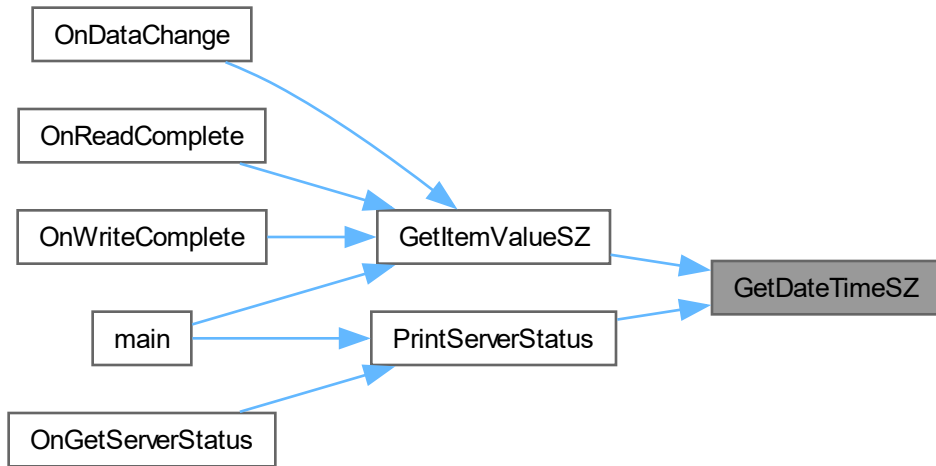 OnDataChange
OnReadComplete
OnWriteComplete
GetItemValueSZ
GetDateTimeSZ
main
PrintServerStatus
OnGetServerStatus